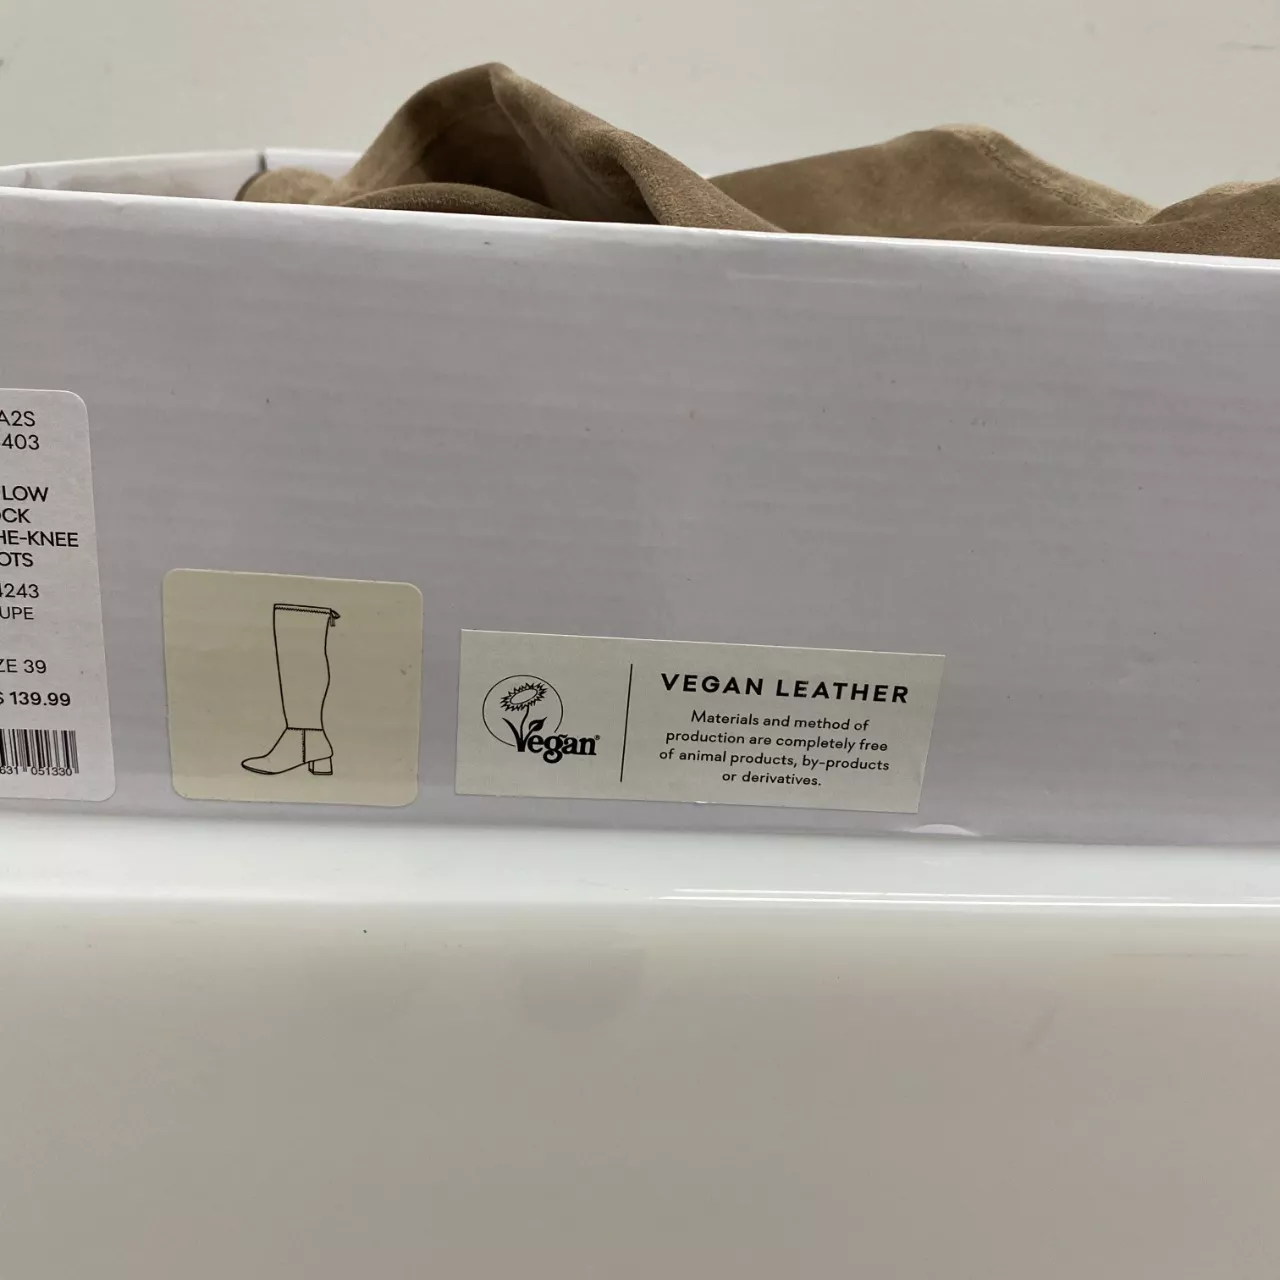 A2S
403
LOW
OCK
HE-KNEE
OTS
4243
UPE
ZE 39
$ 139.99
631 051330
Vegan
VEGAN LEATHER
Materials and method of
production are completely free
of animal products, by-products
or derivatives.